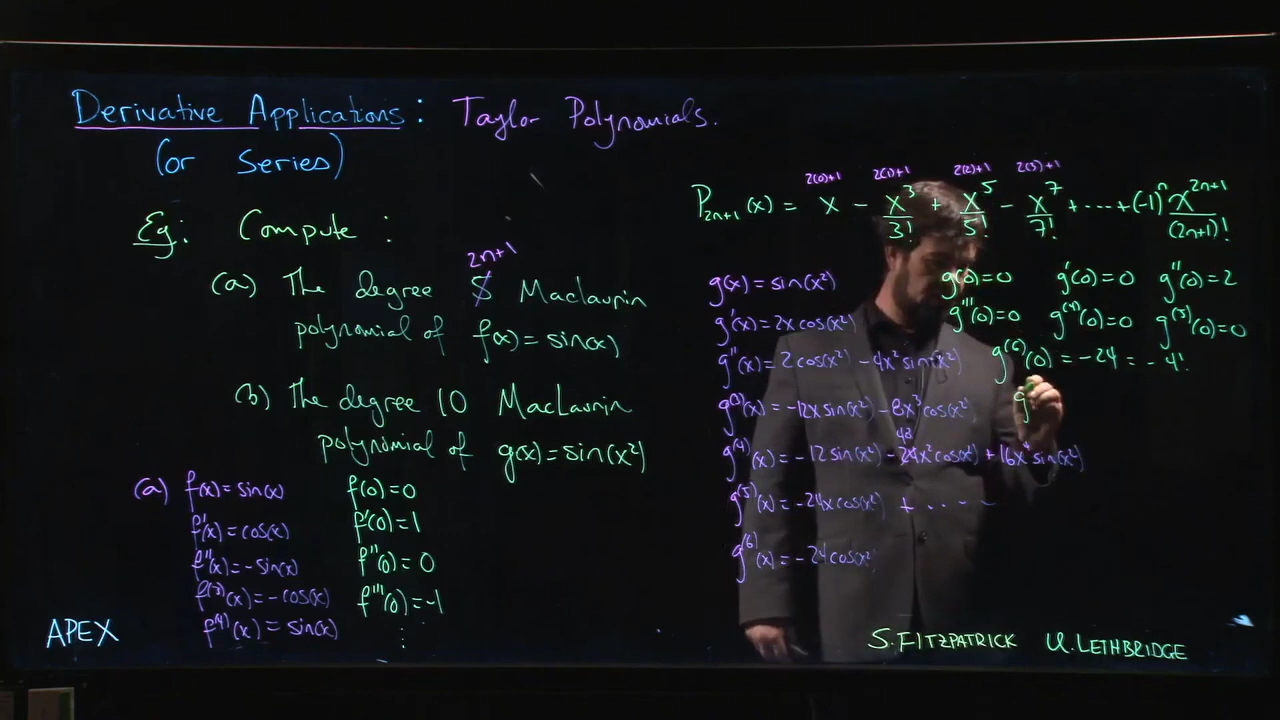 Derivative Applications: Taylor Polynomials.
(or Series)
Eg: Compute:
2n+1
(a) The degree 5 Maclaurin
polynomial of f(x)=sin(x)
(b) The degree 10 Maclaurin
polynomial of g(x)=sin(x²)
(a) f(x)=sin(x) f(0)=0
f'(x)=cos(x) f'(0)=1
f''(x)=-sin(x) f''(0)=0
f⁽³⁾(x)=-cos(x) f'''(0)=-1
f⁽⁴⁾(x)=sin(x) ⋮
APEX
2(0)+1 2(1)+1 2(2)+1 2(3)+1
P₂ₙ₊₁(x) = x - x³/3! + x⁵/5! - x⁷/7! + ⋯ + (-1)ⁿ x²ⁿ⁺¹/(2n+1)!
g(x)=sin(x²) g(0)=0 g'(0)=0 g''(0)=2
g'(x)=2x cos(x²) g'''(0)=0 g⁽⁴⁾(0)=0 g⁽⁵⁾(0)=0
g''(x)=2cos(x²) -4x² sin(x²) g⁽⁶⁾(0)=-24=-4!
g⁽³⁾(x)=-12x sin(x²) -8x³ cos(x²) g
48
g⁽⁴⁾(x)=-12 sin(x²) -24x² cos(x²) +16x⁴ sin(x²)
g⁽⁵⁾(x)=-24x cos(x²) + ⋯
g⁽⁶⁾(x)=-24 cos(x²)
S.FITZPATRICK U.LETHBRIDGE